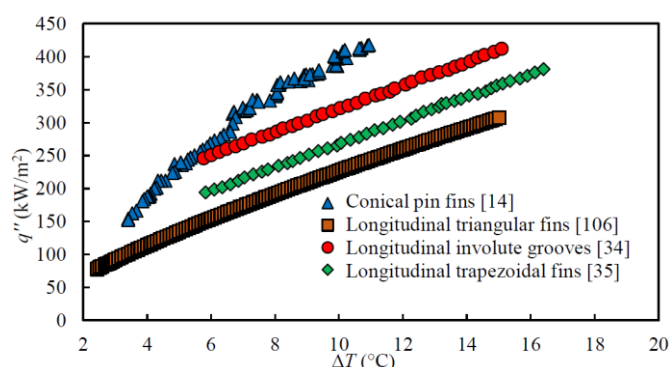 450
400
350
300
250
200
150
100
50
0
q″ (kW/m²)
Conical pin fins [14]
Longitudinal triangular fins [106]
Longitudinal involute grooves [34]
Longitudinal trapezoidal fins [35]
2 4 6 8 10 12 14 16 18 20
ΔT (°C)